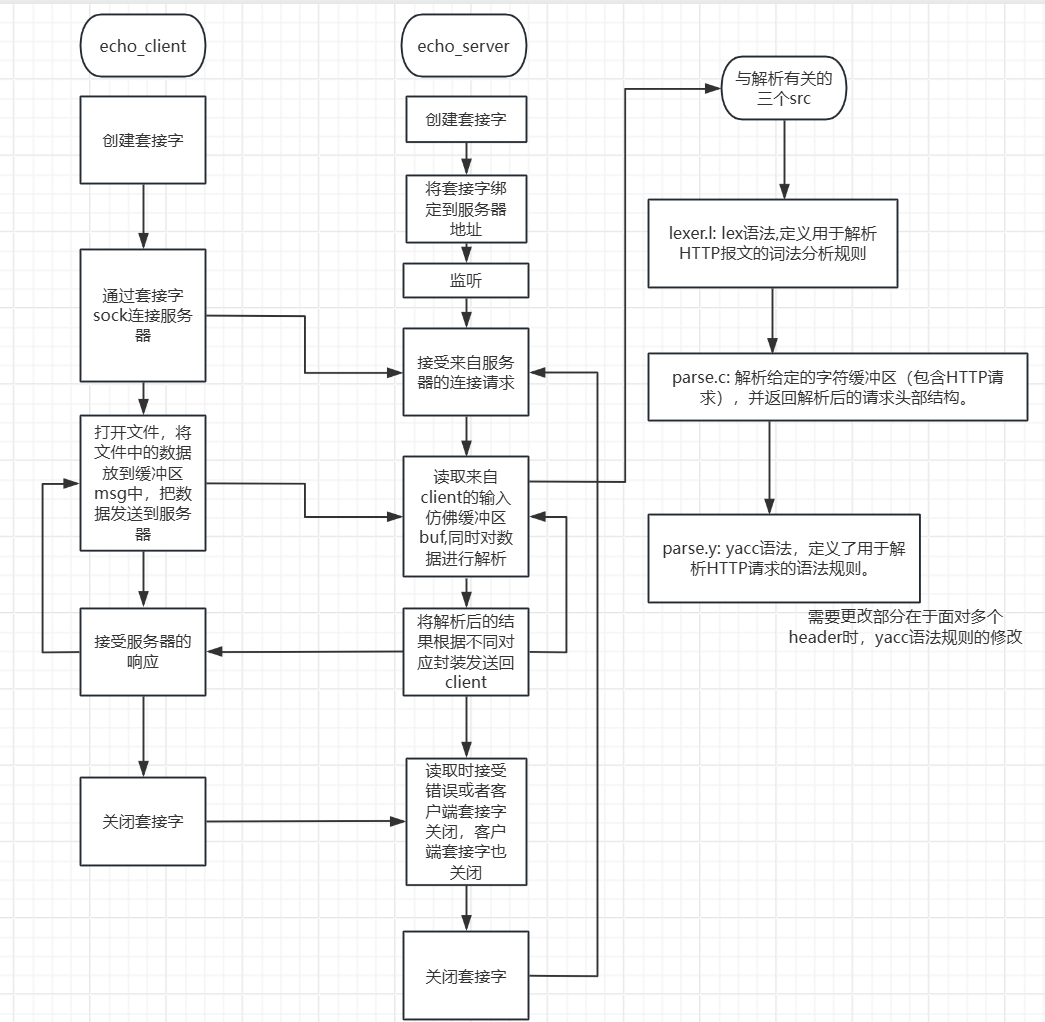 echo_client
创建套接字
通过套接字
sock连接服务
器
打开文件，将
文件中的数据
放到缓冲区
msg中，把数
据发送到服务
器
接受服务器的
响应
关闭套接字
echo_server
创建套接字
将套接字绑
定到服务器
地址
监听
接受来自服务
器的连接请求
读取来自
client的输入
仿佛缓冲区
buf,同时对数
据进行解析
将解析后的结
果根据不同对
应封装发送回
client
读取时接受
错误或者客
户端套接字
关闭，客户
端套接字也
关闭
关闭套接字
与解析有关的
三个src
lexer.l: lex语法,定义用于解析
HTTP报文的词法分析规则
parse.c: 解析给定的字符缓冲区（包含HTTP请
求），并返回解析后的请求头部结构。
parse.y: yacc语法，定义了用于解
析HTTP请求的语法规则。
需要更改部分在于面对多个
header时，yacc语法规则的修改